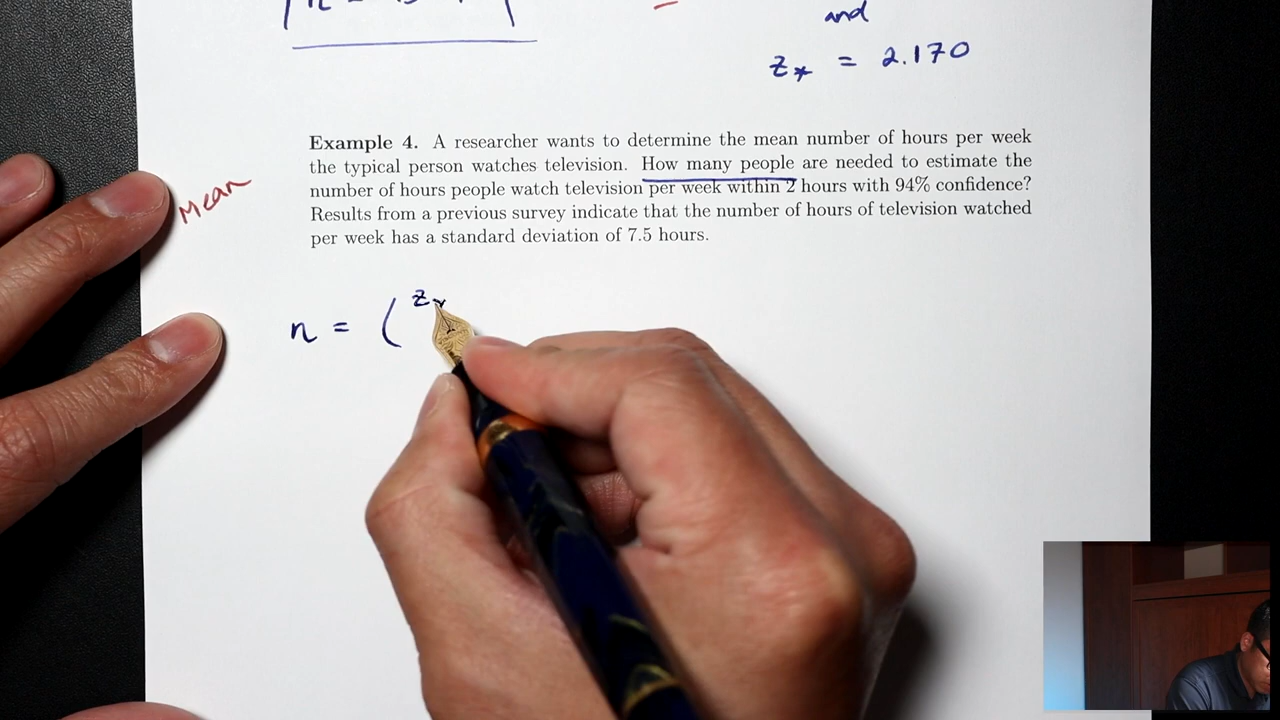 and
z* = 2.170
Example 4. A researcher wants to determine the mean number of hours per week
the typical person watches television. How many people are needed to estimate the
number of hours people watch television per week within 2 hours with 94% confidence?
Results from a previous survey indicate that the number of hours of television watched
per week has a standard deviation of 7.5 hours.
Mean
n = ( z*